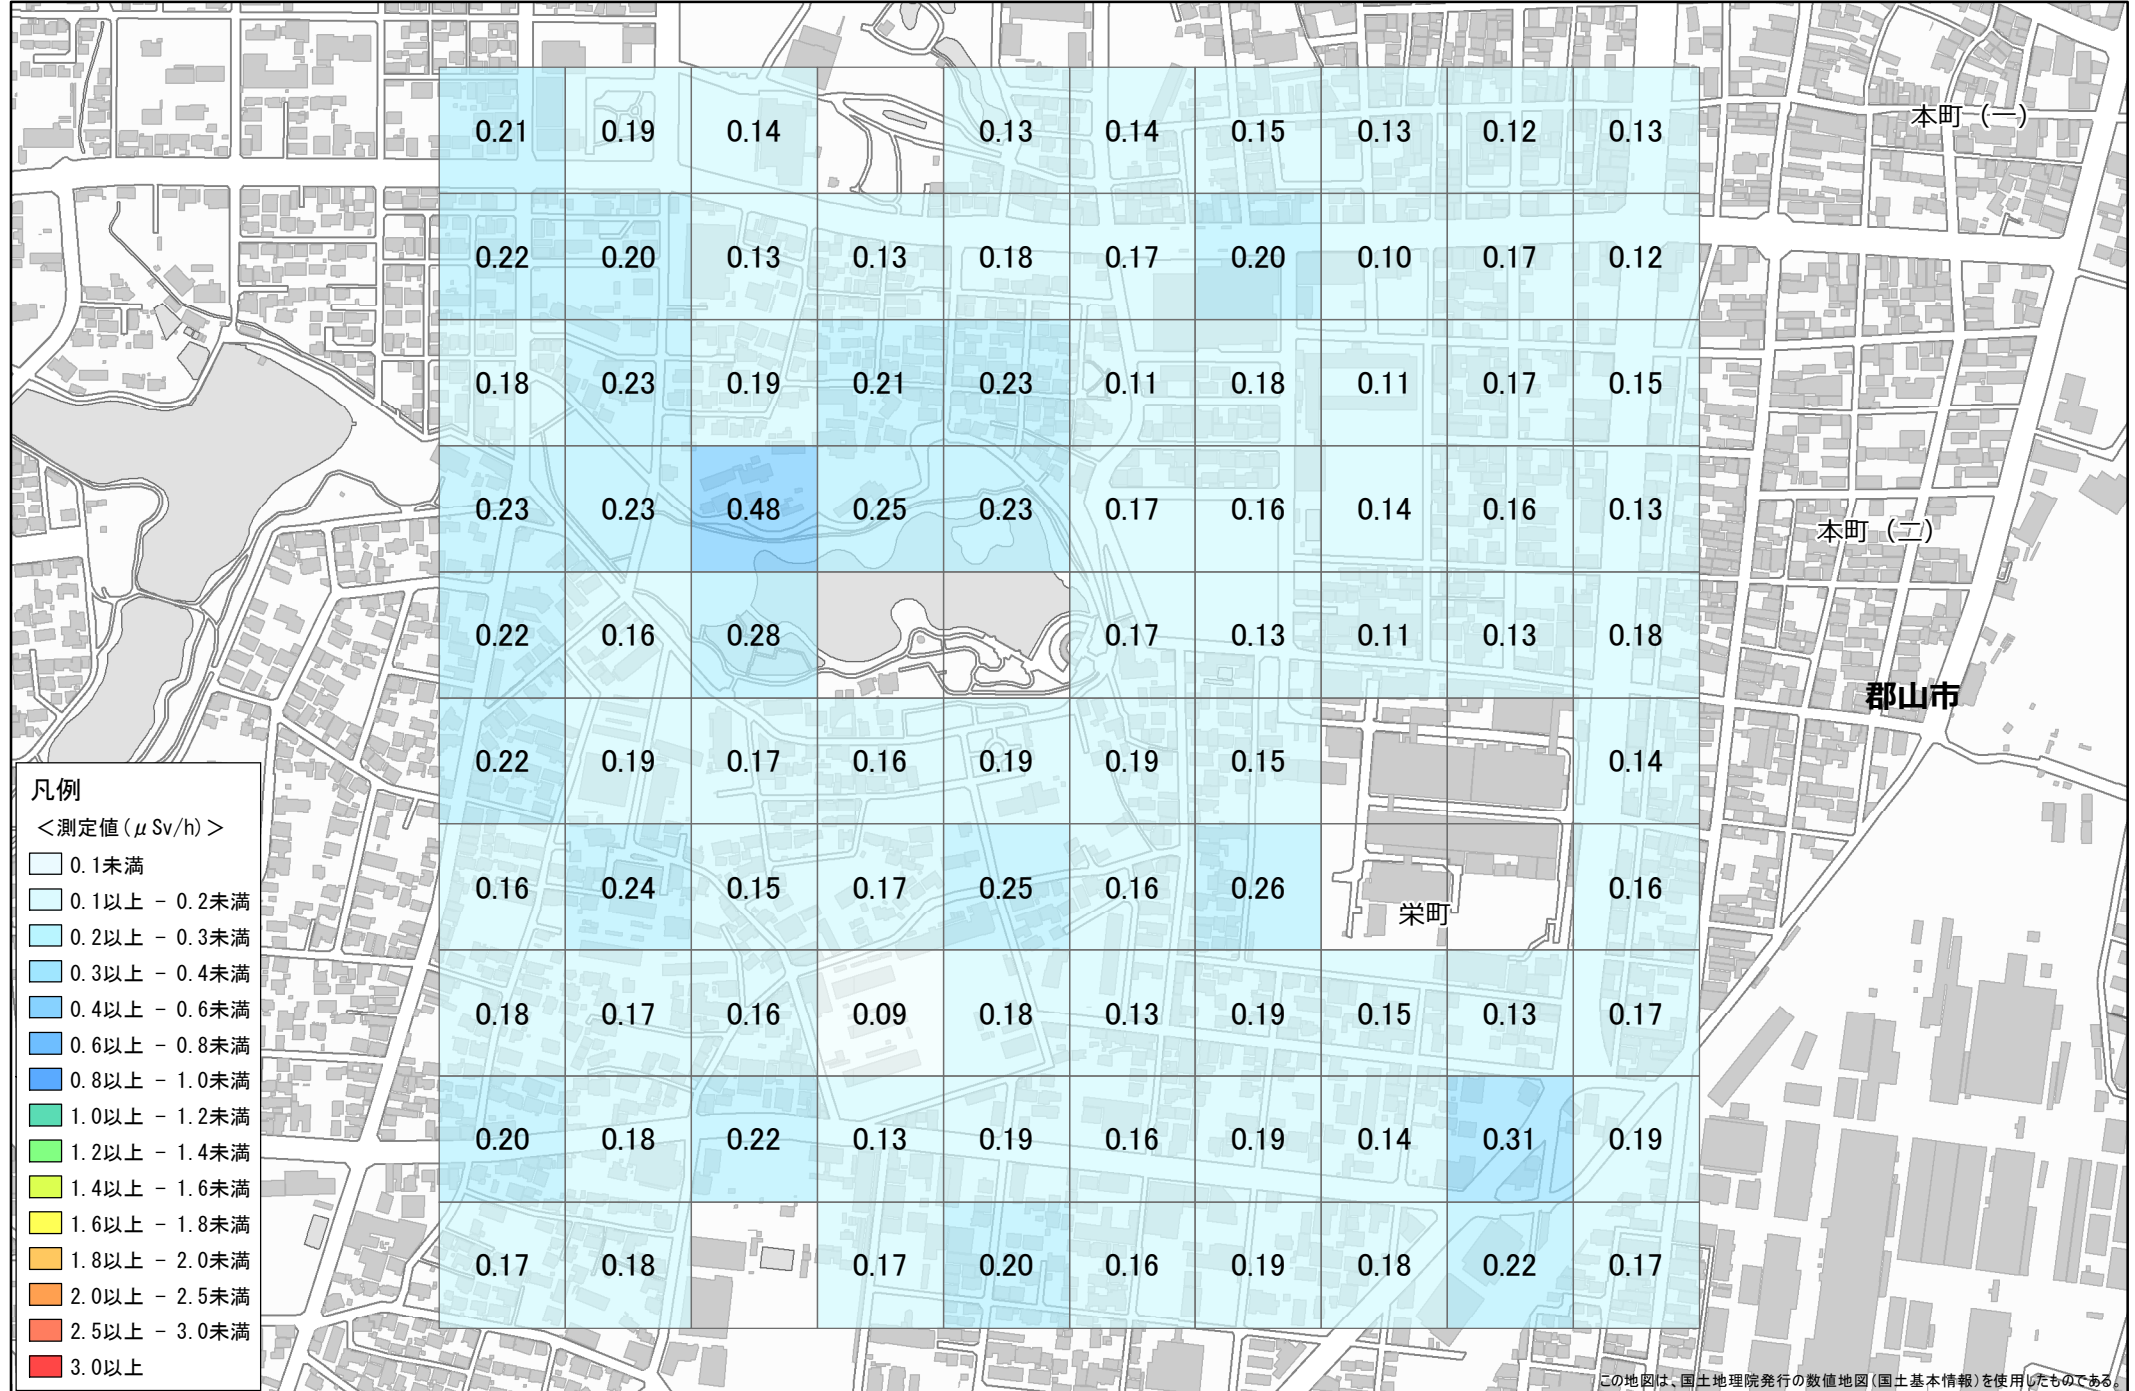 0.21 0.19 0.14 0.13 0.14 0.15 0.13 0.12 0.13
本町（一）
0.22 0.20 0.13 0.13 0.18 0.17 0.20 0.10 0.17 0.12
0.18 0.23 0.19 0.21 0.23 0.11 0.18 0.11 0.17 0.15
0.23 0.23 0.48 0.25 0.23 0.17 0.16 0.14 0.16 0.13
本町（二）
0.22 0.16 0.28 0.17 0.13 0.11 0.13 0.18
郡山市
0.22 0.19 0.17 0.16 0.19 0.19 0.15 0.14
0.16 0.24 0.15 0.17 0.25 0.16 0.26 0.16
栄町
0.18 0.17 0.16 0.09 0.18 0.13 0.19 0.15 0.13 0.17
0.20 0.18 0.22 0.13 0.19 0.16 0.19 0.14 0.31 0.19
0.17 0.18 0.17 0.20 0.16 0.19 0.18 0.22 0.17
凡例
＜測定値（μSv/h）＞
0.1未満
0.1以上 － 0.2未満
0.2以上 － 0.3未満
0.3以上 － 0.4未満
0.4以上 － 0.6未満
0.6以上 － 0.8未満
0.8以上 － 1.0未満
1.0以上 － 1.2未満
1.2以上 － 1.4未満
1.4以上 － 1.6未満
1.6以上 － 1.8未満
1.8以上 － 2.0未満
2.0以上 － 2.5未満
2.5以上 － 3.0未満
3.0以上
この地図は、国土地理院発行の数値地図（国土基本情報）を使用したものである。